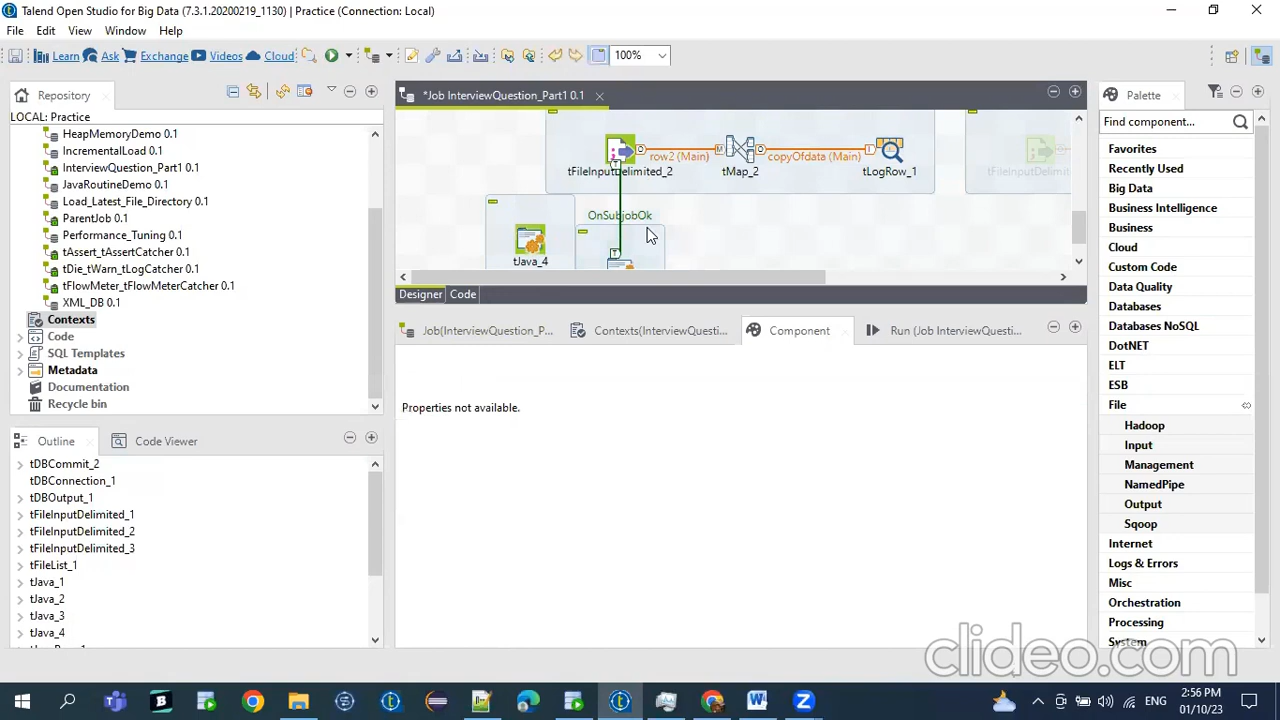 Talend Open Studio for Big Data (7.3.1.20200219_1130) | Practice (Connection: Local)
File Edit View Window Help
Learn Ask Exchange Videos Cloud 100%
Repository
LOCAL: Practice
HeapMemoryDemo 0.1
IncrementalLoad 0.1
InterviewQuestion_Part1 0.1
JavaRoutineDemo 0.1
Load_Latest_File_Directory 0.1
ParentJob 0.1
Performance_Tuning 0.1
tAssert_tAssertCatcher 0.1
tDie_tWarn_tLogCatcher 0.1
tFlowMeter_tFlowMeterCatcher 0.1
XML_DB 0.1
Contexts
Code
SQL Templates
Metadata
Documentation
Recycle bin
Outline Code Viewer
tDBCommit_2
tDBConnection_1
tDBOutput_1
tFileInputDelimited_1
tFileInputDelimited_2
tFileInputDelimited_3
tFileList_1
tJava_1
tJava_2
tJava_3
tJava_4
*Job InterviewQuestion_Part1 0.1
row2 (Main) copyOfdata (Main)
tFileInputDelimited_2 tMap_2 tLogRow_1 tFileInputDelimit
OnSubjobOk
tJava_4
Designer Code
Job(InterviewQuestion_P... Contexts(InterviewQuesti... Component Run (Job InterviewQuesti...
Properties not available.
Palette
Find component...
Favorites
Recently Used
Big Data
Business Intelligence
Business
Cloud
Custom Code
Data Quality
Databases
Databases NoSQL
DotNET
ELT
ESB
File
Hadoop
Input
Management
NamedPipe
Output
Sqoop
Internet
Logs & Errors
Misc
Orchestration
Processing
System
clideo.com
ENG
2:56 PM
01/10/23